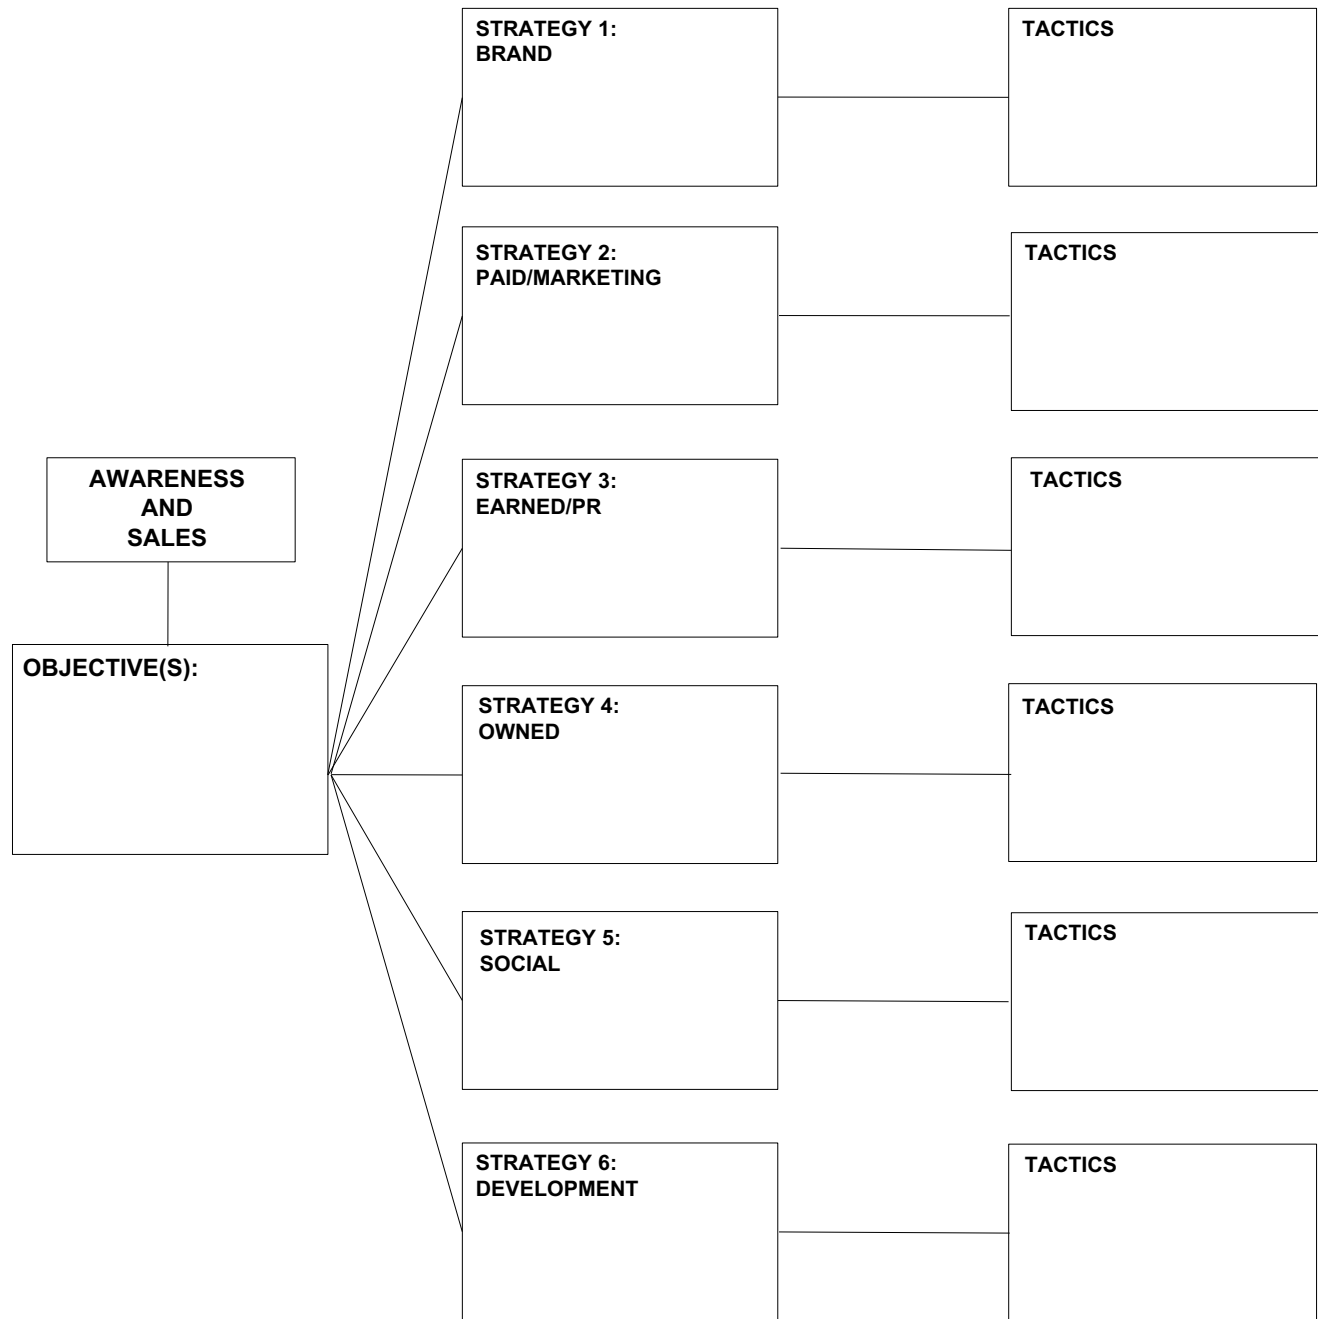 STRATEGY 1:
BRAND
TACTICS
STRATEGY 2:
PAID/MARKETING
TACTICS
AWARENESS
AND
SALES
STRATEGY 3:
EARNED/PR
TACTICS
OBJECTIVE(S):
STRATEGY 4:
OWNED
TACTICS
STRATEGY 5:
SOCIAL
TACTICS
STRATEGY 6:
DEVELOPMENT
TACTICS